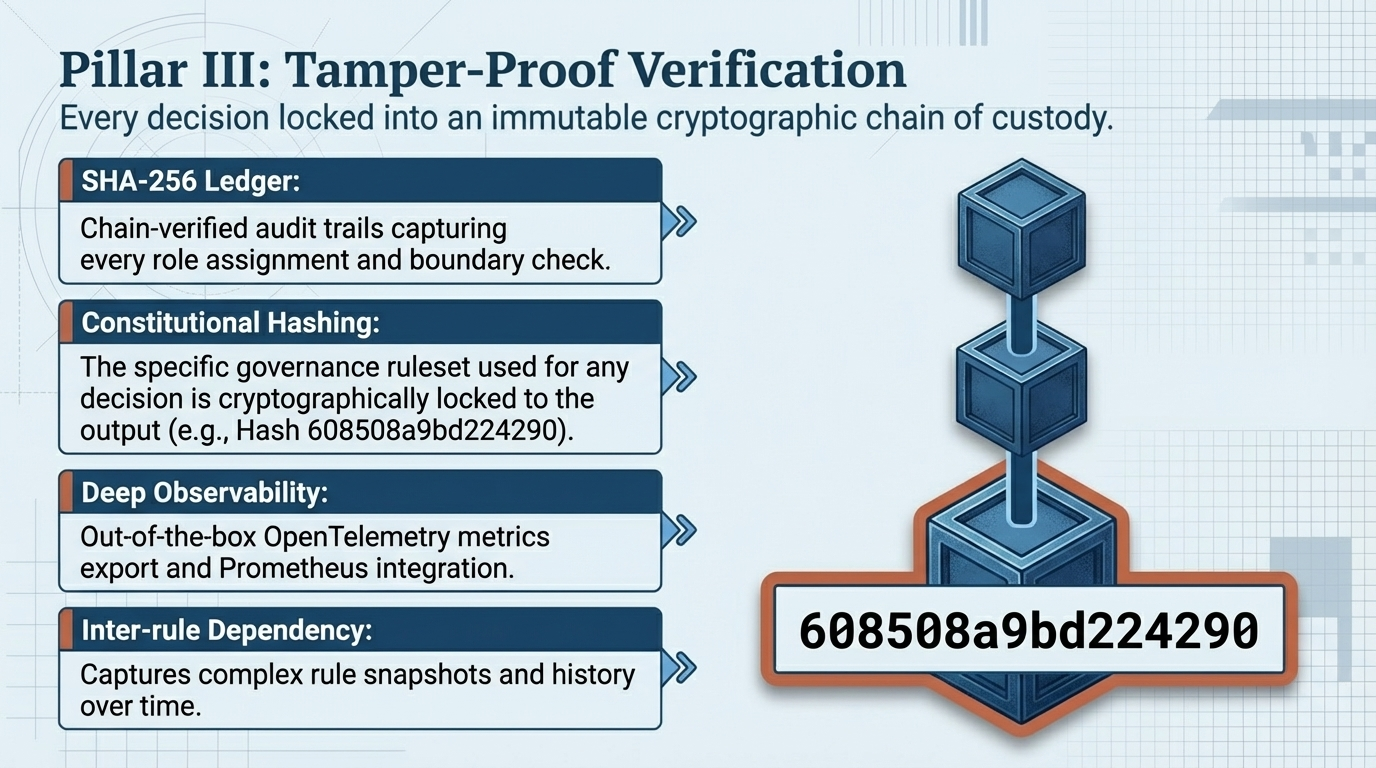 Pillar III: Tamper-Proof Verification
Every decision locked into an immutable cryptographic chain of custody.
SHA-256 Ledger:
Chain-verified audit trails capturing
every role assignment and boundary check.
Constitutional Hashing:
The specific governance ruleset used for any
decision is cryptographically locked to the
output (e.g., Hash 608508a9bd224290).
Deep Observability:
Out-of-the-box OpenTelemetry metrics
export and Prometheus integration.
Inter-rule Dependency:
Captures complex rule snapshots and history
over time.
608508a9bd224290